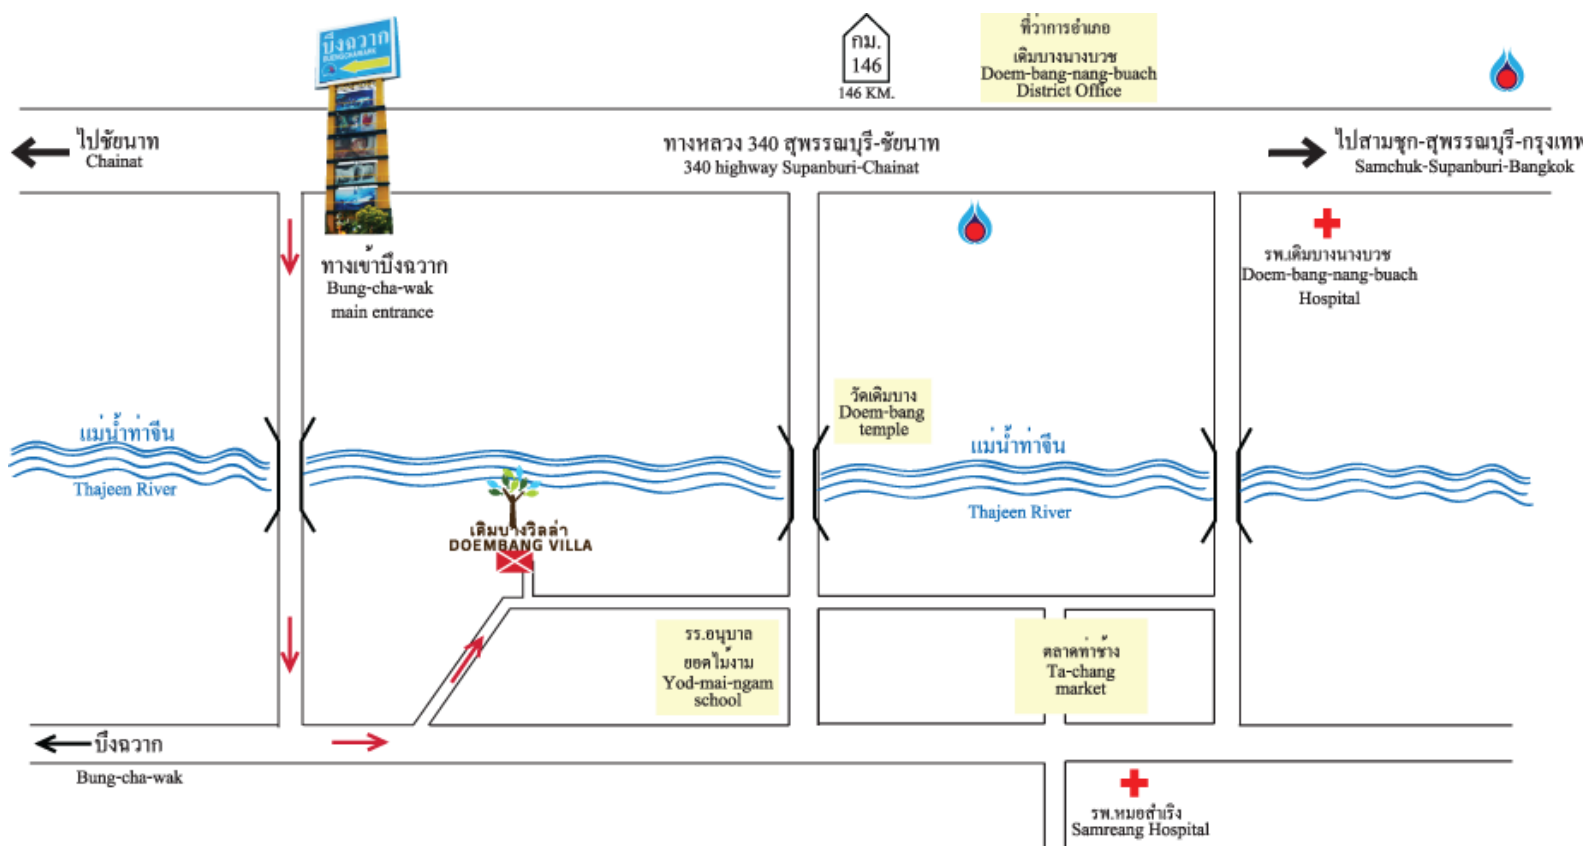 บึงฉวาก
BUENGCHAWAK
กม.
146
146 KM.
ที่ว่าการอำเภอ
เดิมบางนางบวช
Doem-bang-nang-buach
District Office
ไปชัยนาท
Chainat
ทางหลวง 340 สุพรรณบุรี-ชัยนาท
340 highway Supanburi-Chainat
ไปสามชุก-สุพรรณบุรี-กรุงเทพ
Samchuk-Supanburi-Bangkok
ทางเข้าบึงฉวาก
Bung-cha-wak
main entrance
รพ.เดิมบางนางบวช
Doem-bang-nang-buach
Hospital
วัดเดิมบาง
Doem-bang
temple
แม่น้ำท่าจีน
Thajeen River
แม่น้ำท่าจีน
Thajeen River
เดิมบางวิลล่า
DOEMBANG VILLA
รร.อนุบาล
ยอดไม้งาม
Yod-mai-ngam
school
ตลาดท่าช้าง
Ta-chang
market
บึงฉวาก
Bung-cha-wak
รพ.หมอสำเริง
Samreang Hospital